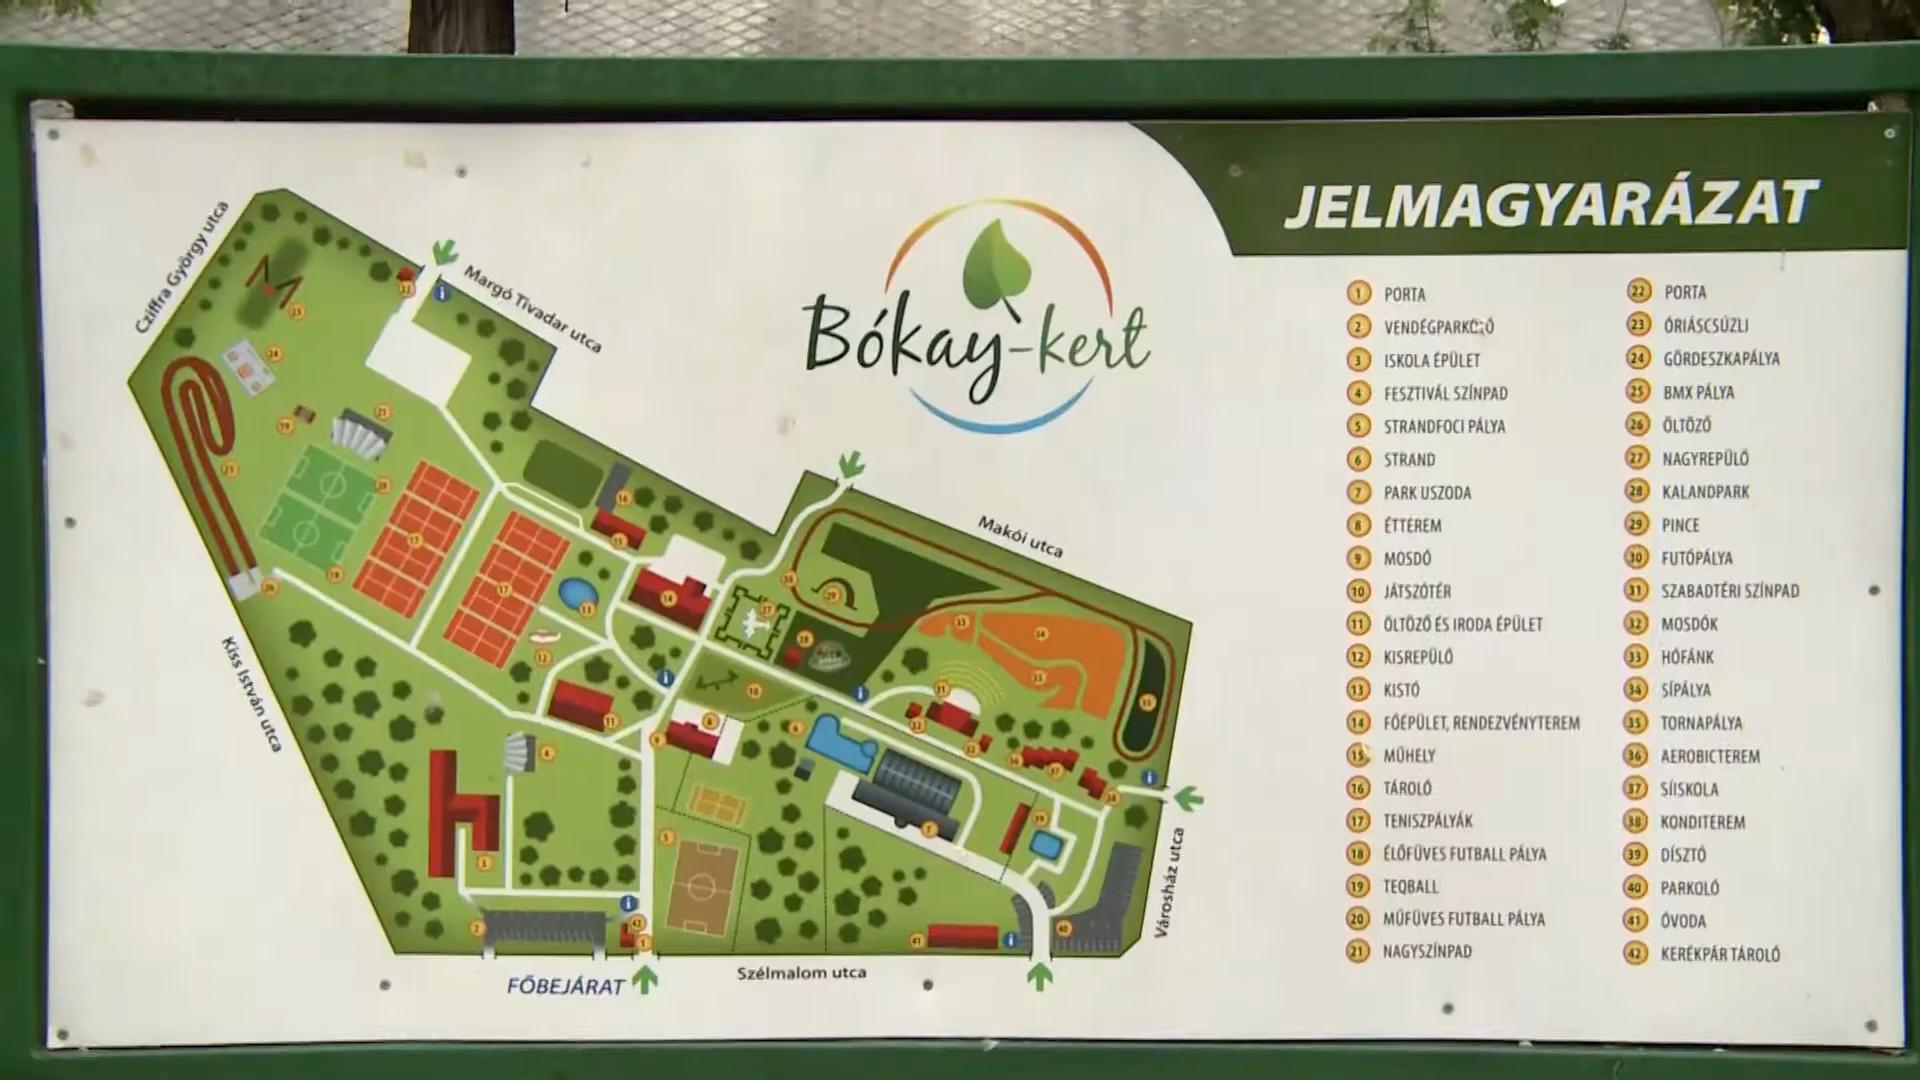 JELMAGYARÁZAT
Bókay-kert
Cziffra György utca
Margó Tivadar utca
Makói utca
Kiss István utca
Városház utca
Szélmalom utca
FŐBEJÁRAT
1 PORTA
2 VENDÉGPARKOLÓ
3 ISKOLA ÉPÜLET
4 FESZTIVÁL SZÍNPAD
5 STRANDFOCI PÁLYA
6 STRAND
7 PARK USZODA
8 ÉTTEREM
9 MOSDÓ
10 JÁTSZÓTÉR
11 ÖLTÖZŐ ÉS IRODA ÉPÜLET
12 KISREPÜLŐ
13 KISTÓ
14 FŐÉPÜLET, RENDEZVÉNYTEREM
15 MŰHELY
16 TÁROLÓ
17 TENISZPÁLYÁK
18 ÉLŐFÜVES FUTBALL PÁLYA
19 TEQBALL
20 MŰFÜVES FUTBALL PÁLYA
21 NAGYSZÍNPAD
22 PORTA
23 ÓRIÁSCSÚZLI
24 GÖRDESZKAPÁLYA
25 BMX PÁLYA
26 ÖLTÖZŐ
27 NAGYREPÜLŐ
28 KALANDPARK
29 PINCE
30 FUTÓPÁLYA
31 SZABADTÉRI SZÍNPAD
32 MOSDÓK
33 HÓFÁNK
34 SÍPÁLYA
35 TORNAPÁLYA
36 AEROBICTEREM
37 SÍISKOLA
38 KONDITEREM
39 DÍSZTÓ
40 PARKOLÓ
41 ÓVODA
42 KERÉKPÁR TÁROLÓ